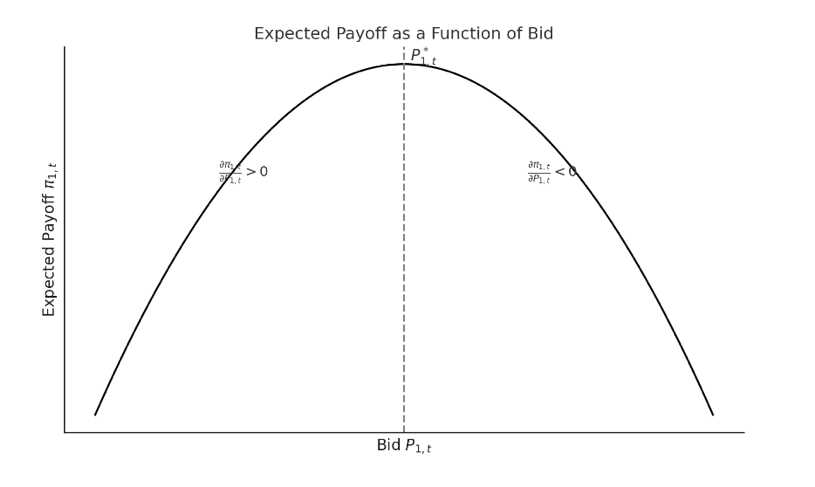 Expected Payoff as a Function of Bid
P*1,t
∂π1,t/∂P1,t > 0
∂π1,t/∂P1,t < 0
Expected Payoff π1,t
Bid P1,t